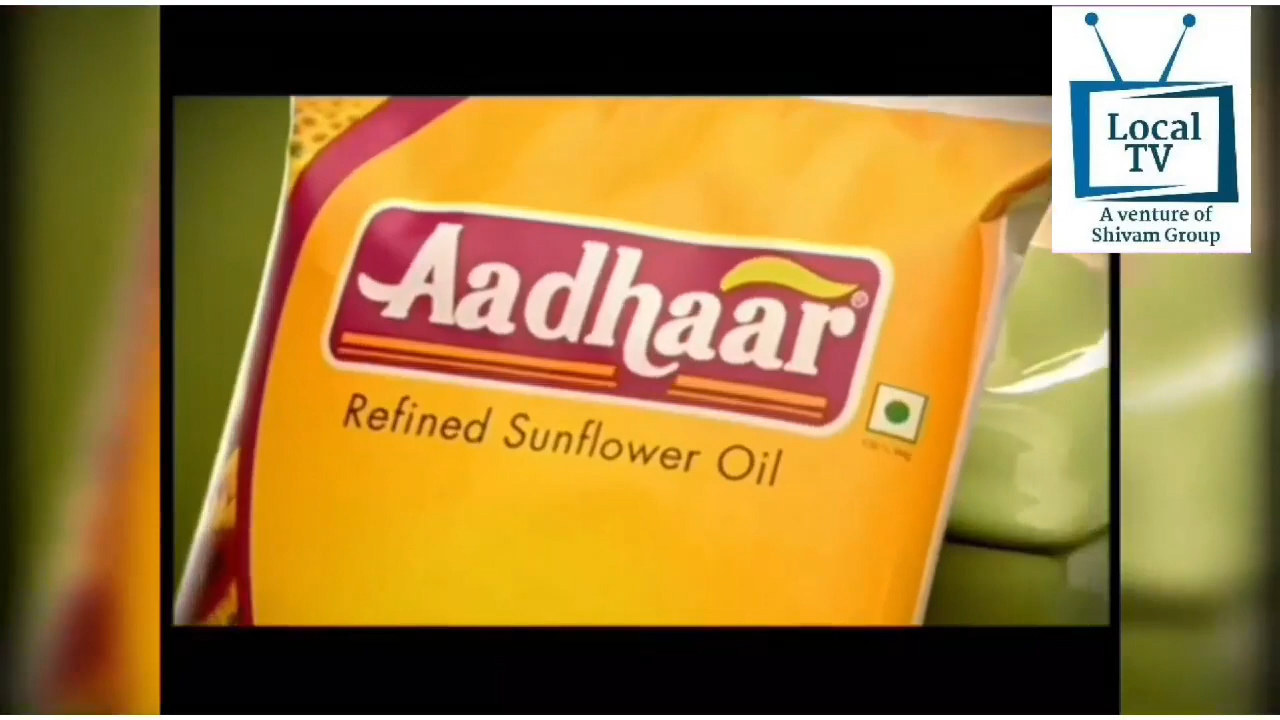 Local
TV
A venture of
Shivam Group
Aadhaar®
Refined Sunflower Oil